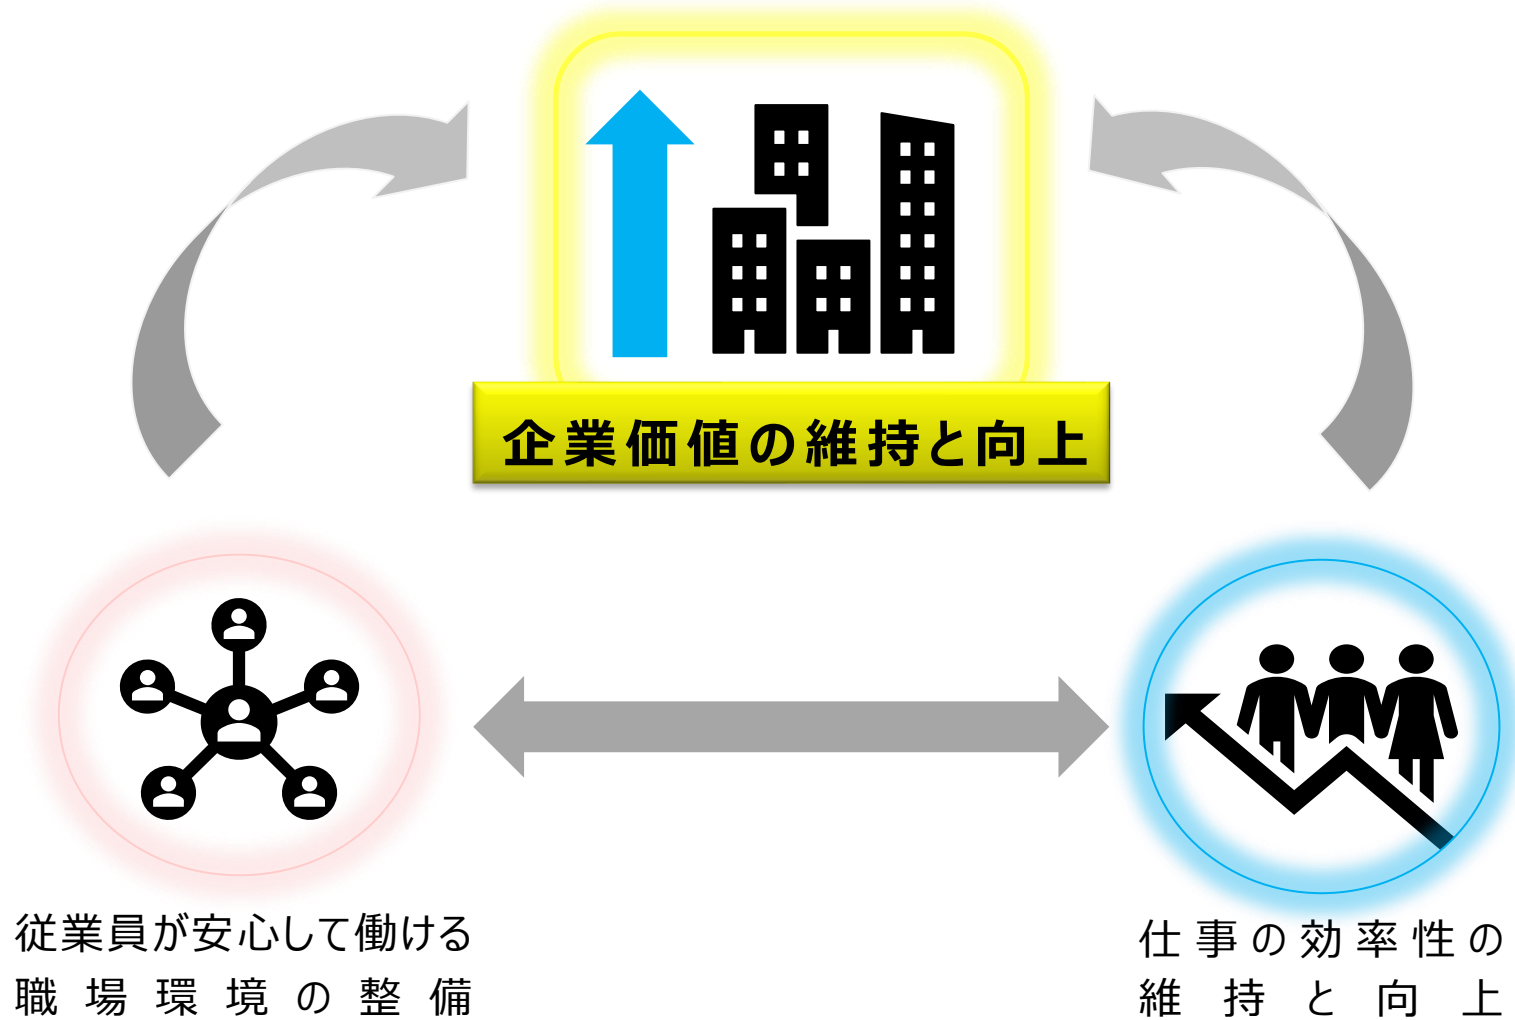 企業価値の維持と向上
従業員が安心して働ける
職場環境の整備
仕事の効率性の
維持と向上